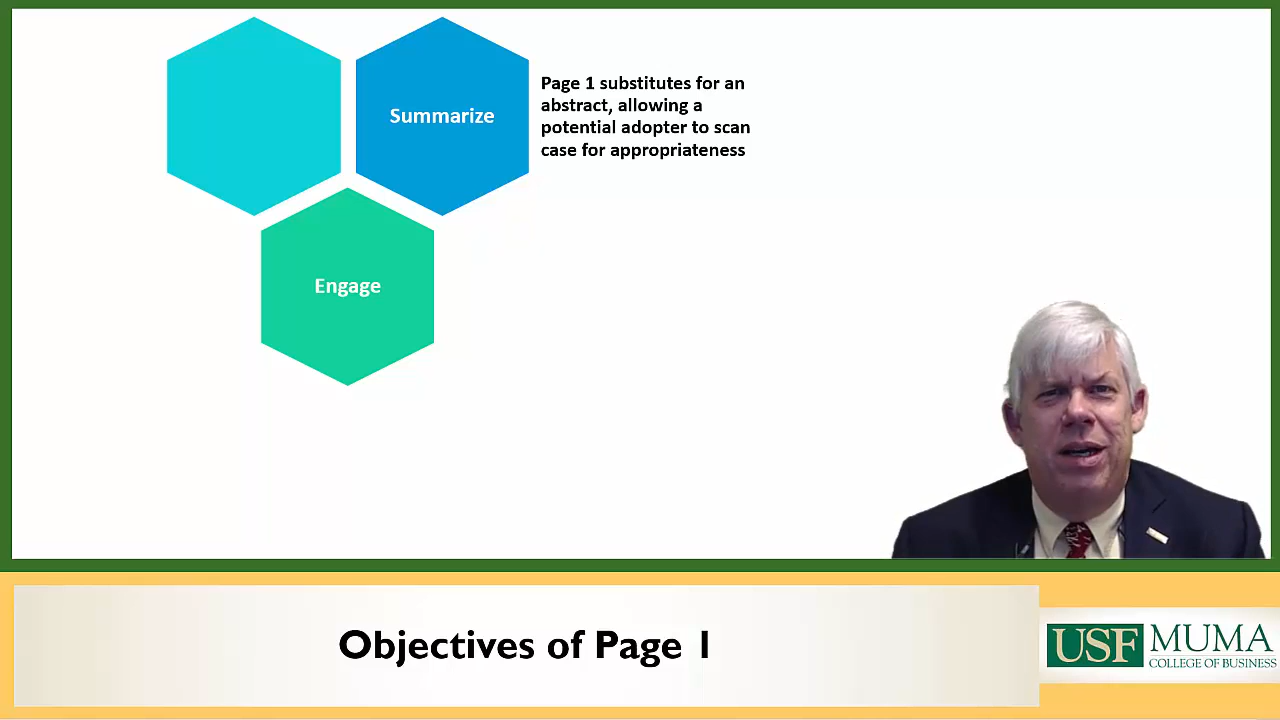 Summarize
Page 1 substitutes for an
abstract, allowing a
potential adopter to scan
case for appropriateness
Engage
Objectives of Page 1
USF MUMA
COLLEGE OF BUSINESS